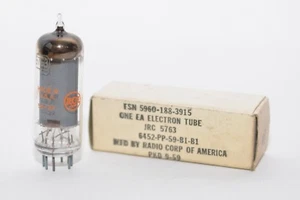 FSN 5960-188-3915
ONE EA ELECTRON TUBE
JRC 5763
6452-PP-59-B1-B1
MFD BY RADIO CORP OF AMERICA
PKD 9-59